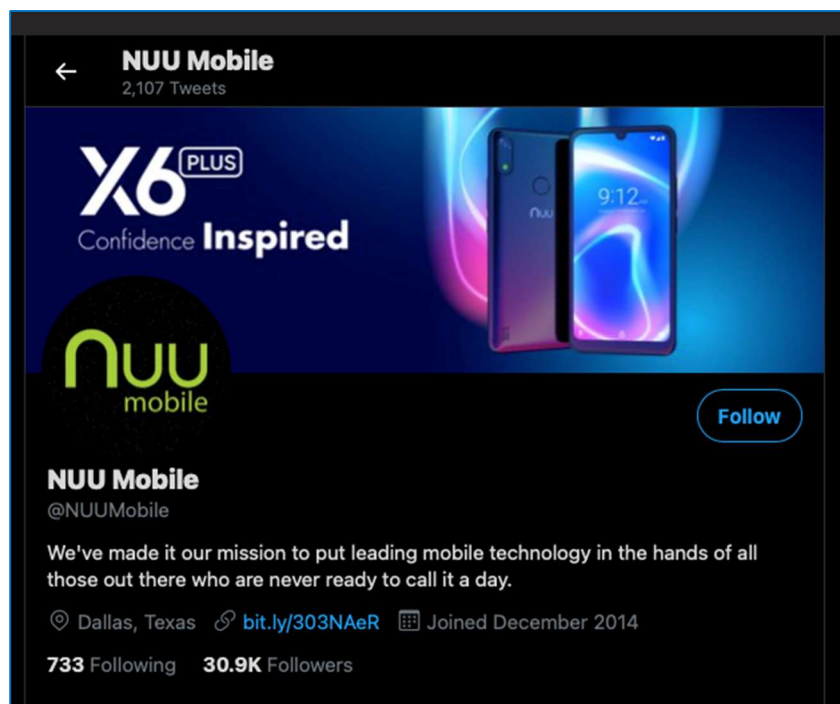 NUU Mobile
2,107 Tweets
X6 PLUS
Confidence Inspired
nuu
9:12
nuu
mobile
Follow
NUU Mobile
@NUUMobile
We've made it our mission to put leading mobile technology in the hands of all
those out there who are never ready to call it a day.
Dallas, Texas bit.ly/303NAeR Joined December 2014
733 Following 30.9K Followers